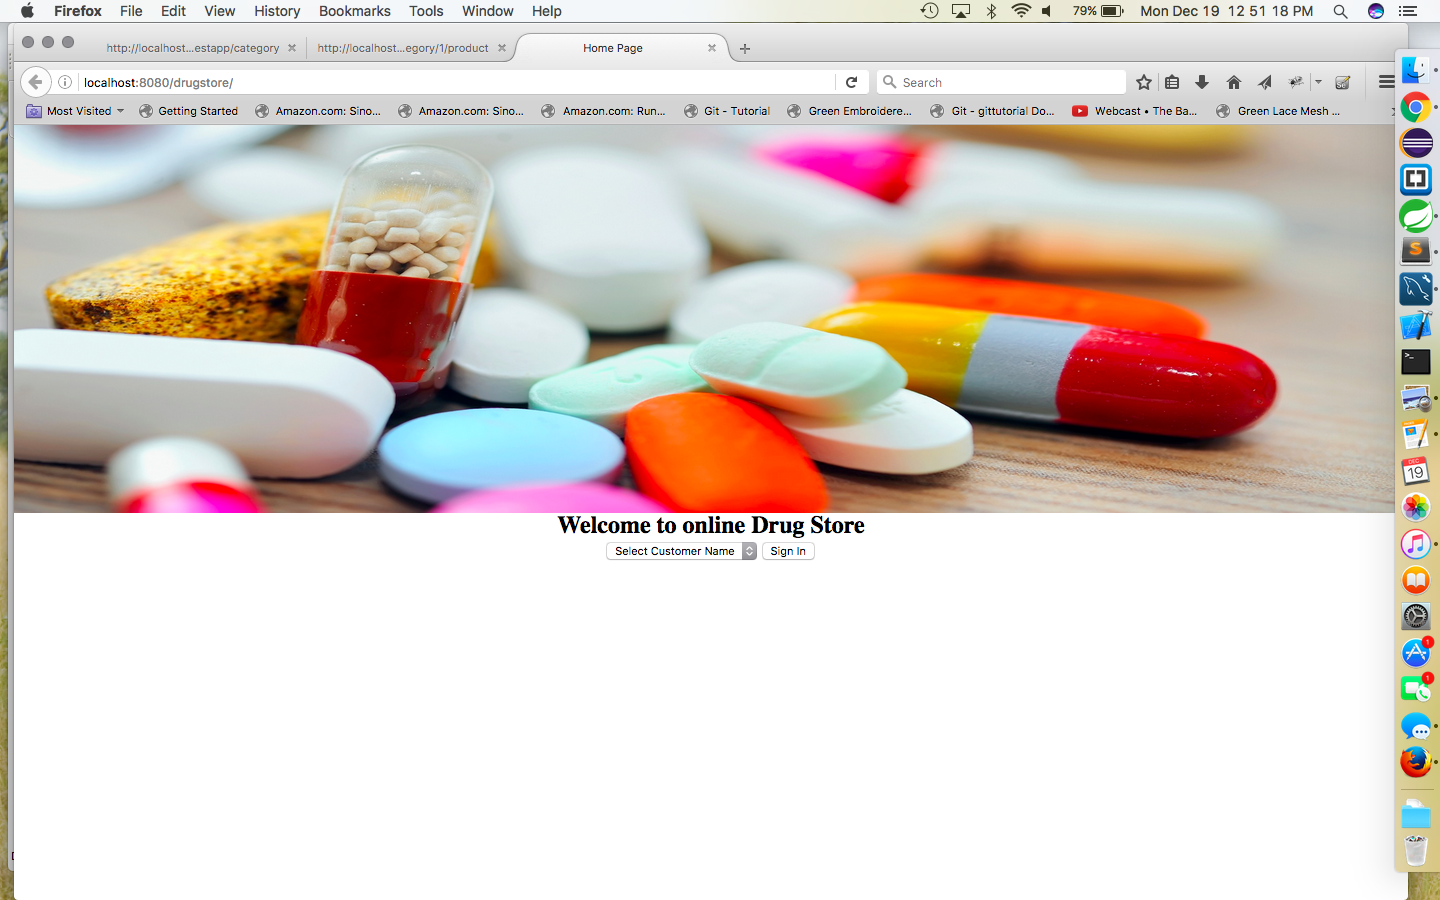 Firefox File Edit View History Bookmarks Tools Window Help 79% Mon Dec 19 12 51 18 PM
http://localhost...estapp/category http://localhost...egory/1/product Home Page
localhost:8080/drugstore/ Search
Most Visited Getting Started Amazon.com: Sino... Amazon.com: Sino... Amazon.com: Run... Git - Tutorial Green Embroidere... Git - gittutorial Do... Webcast • The Ba... Green Lace Mesh ...
Welcome to online Drug Store
Select Customer Name Sign In
S
DEC
19
1
1